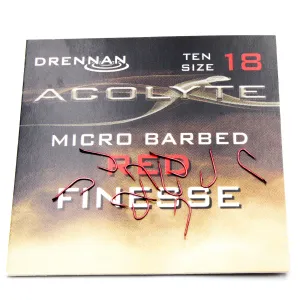 DRENNAN
TEN SIZE 18
ACOLYTE
MICRO BARBED
RED
FINESSE